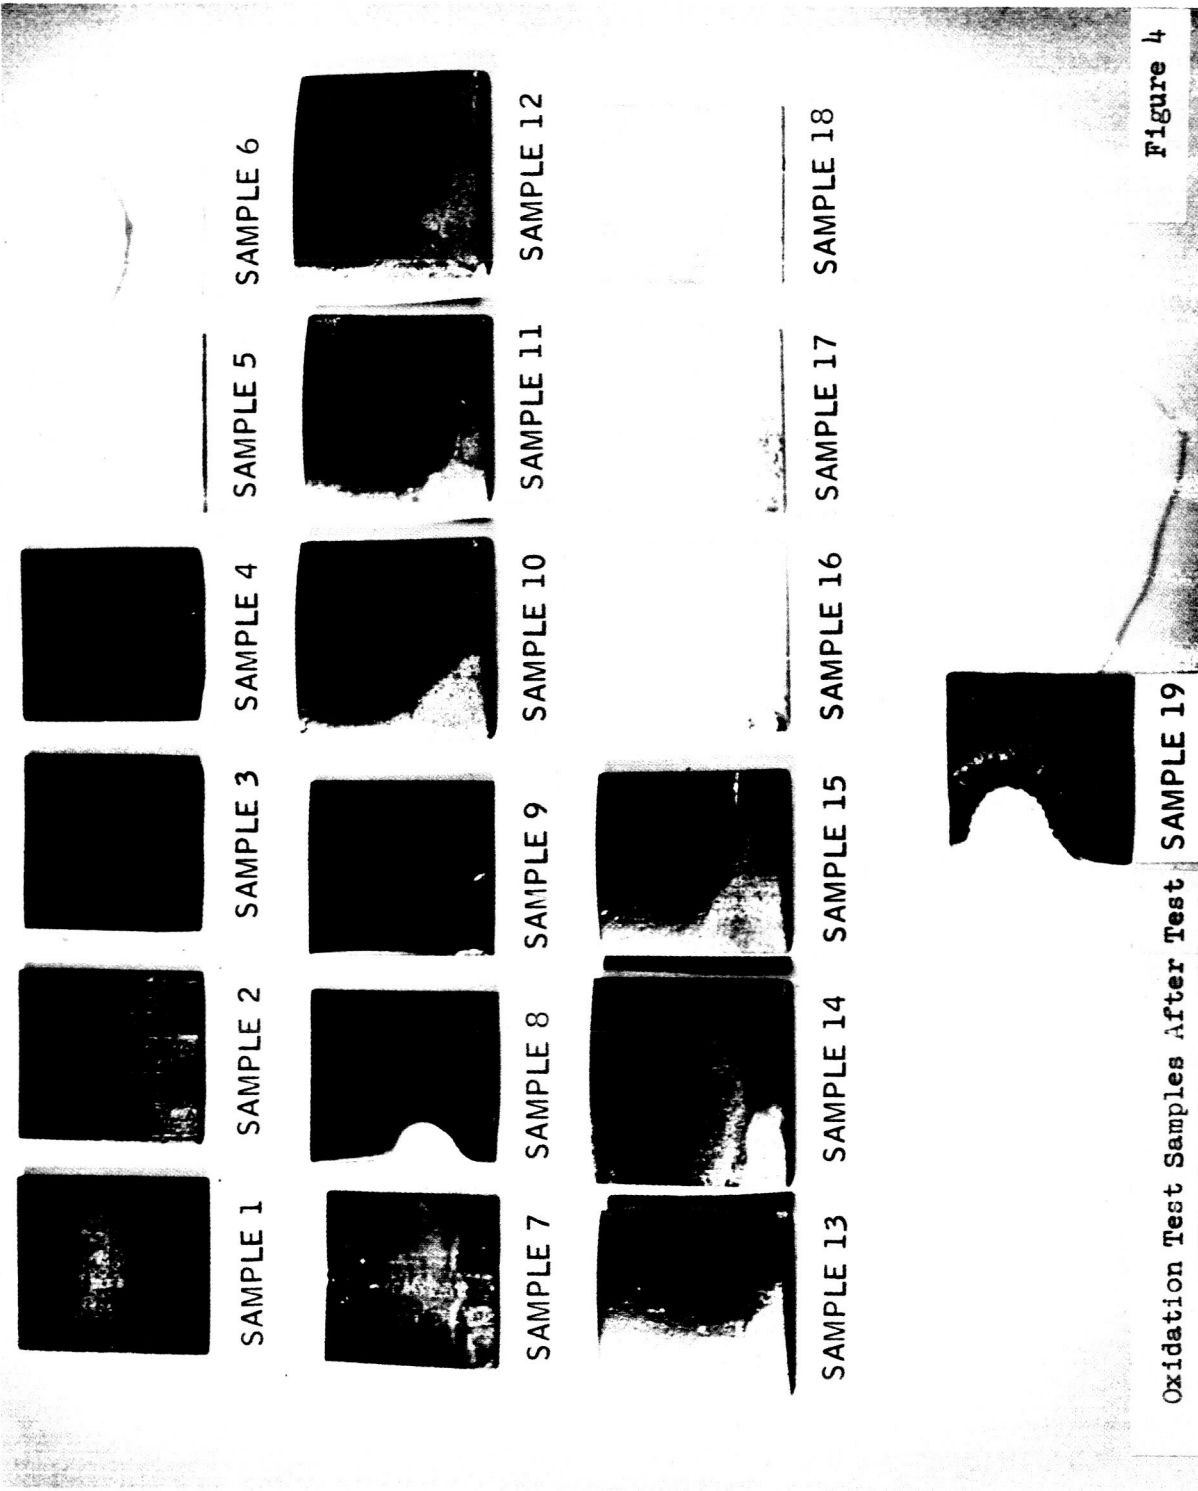 SAMPLE 1
SAMPLE 2
SAMPLE 3
SAMPLE 4
SAMPLE 5
SAMPLE 6
SAMPLE 7
SAMPLE 8
SAMPLE 9
SAMPLE 10
SAMPLE 11
SAMPLE 12
SAMPLE 13
SAMPLE 14
SAMPLE 15
SAMPLE 16
SAMPLE 17
SAMPLE 18
SAMPLE 19
Oxidation Test Samples After Test
Figure 4